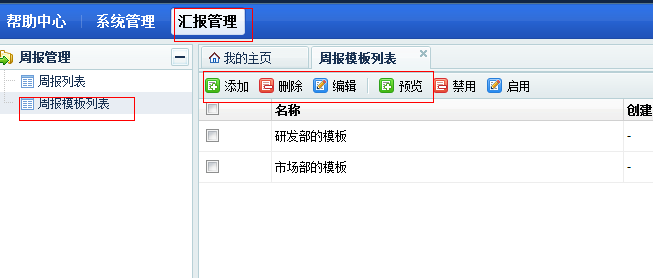 帮助中心 系统管理 汇报管理
周报管理
周报列表
周报模板列表
我的主页 周报模板列表
添加 删除 编辑 预览 禁用 启用
名称 创建
研发部的模板 -
市场部的模板 -